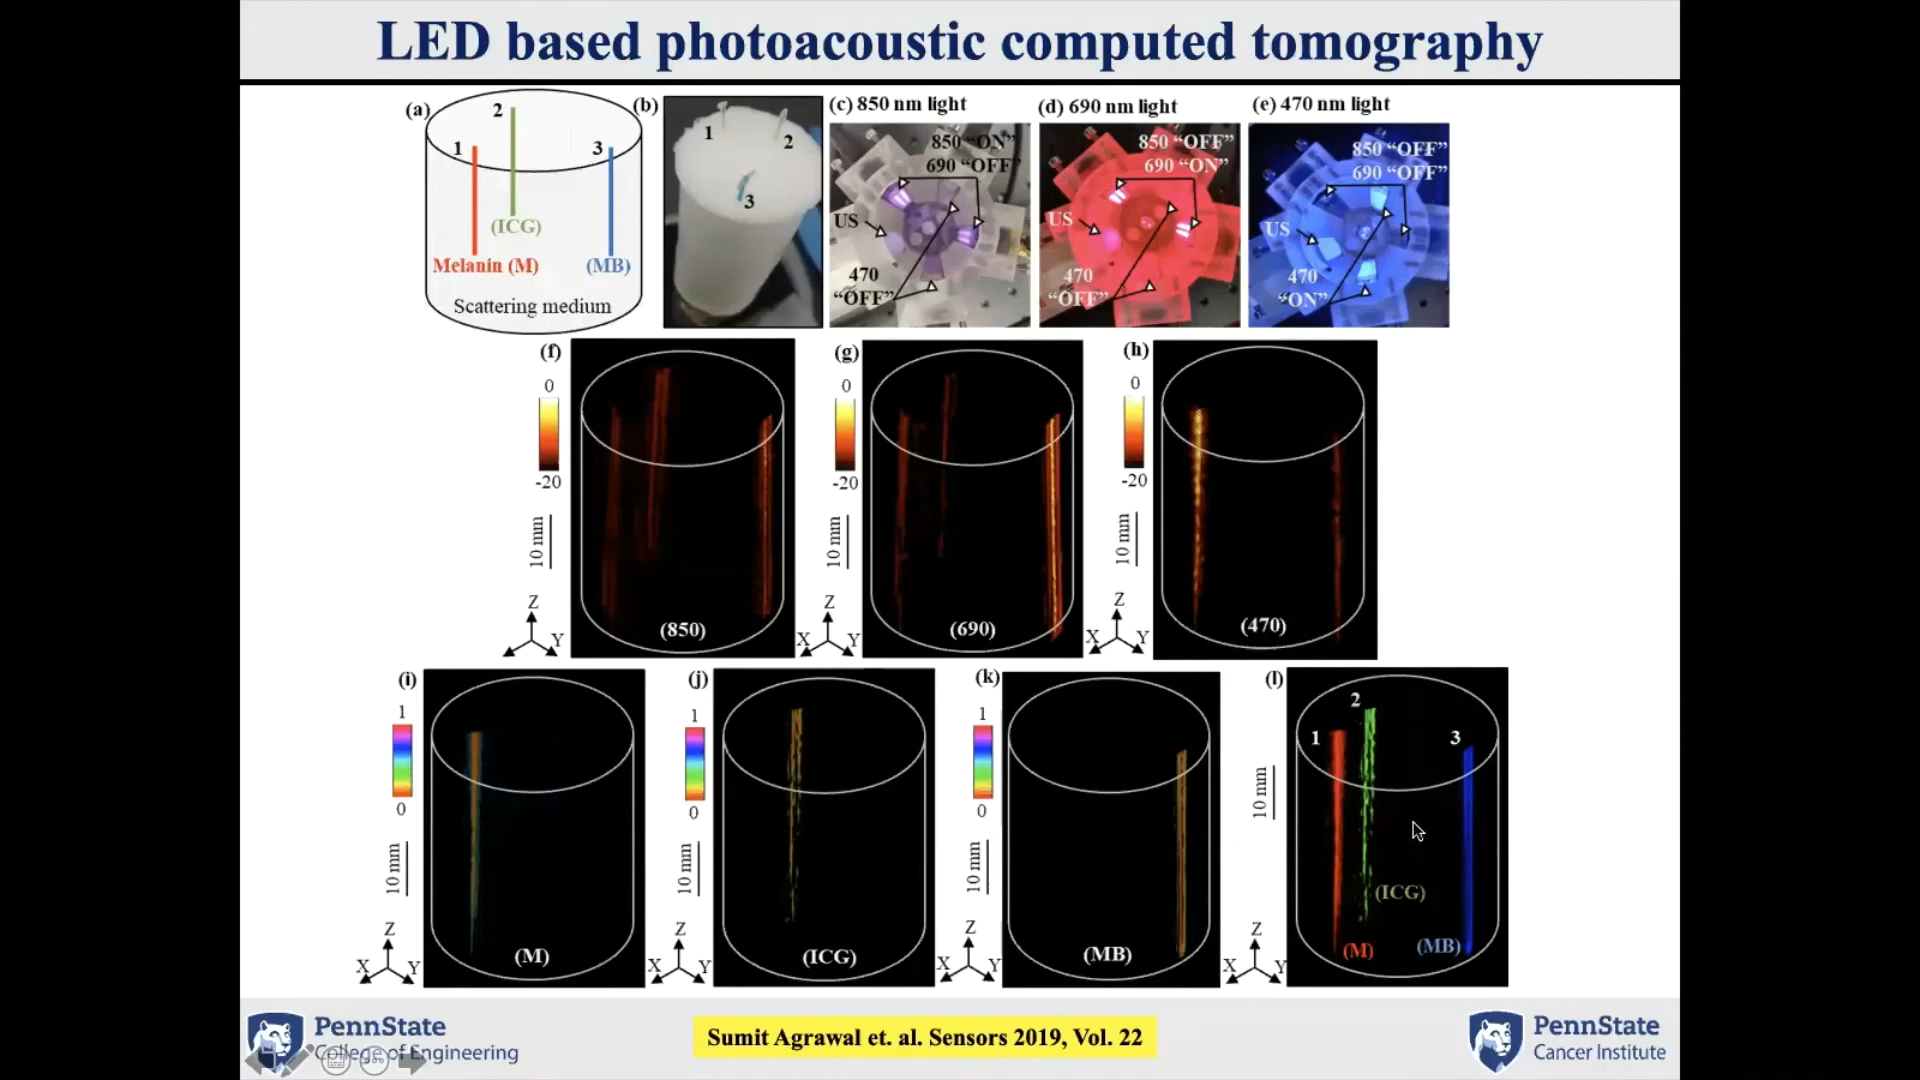 LED based photoacoustic computed tomography
(a)
1
2
3
(ICG)
Melanin (M)
(MB)
Scattering medium
(b)
1
2
3
(c) 850 nm light
850 “ON”
690 “OFF”
US
470
“OFF”
(d) 690 nm light
850 “OFF”
690 “ON”
US
470
“OFF”
(e) 470 nm light
850 “OFF”
690 “OFF”
US
470
“ON”
(f)
0
-20
10 mm
Z
Y
(850)
(g)
0
-20
10 mm
Z
X
Y
(690)
(h)
0
-20
10 mm
Z
X
Y
(470)
(i)
1
0
10 mm
Z
X
Y
(M)
(j)
1
0
10 mm
Z
X
Y
(ICG)
(k)
1
0
10 mm
Z
X
Y
(MB)
(l)
1
2
3
10 mm
Z
X
Y
(ICG)
(M)
(MB)
PennState
College of Engineering
Sumit Agrawal et. al. Sensors 2019, Vol. 22
PennState
Cancer Institute